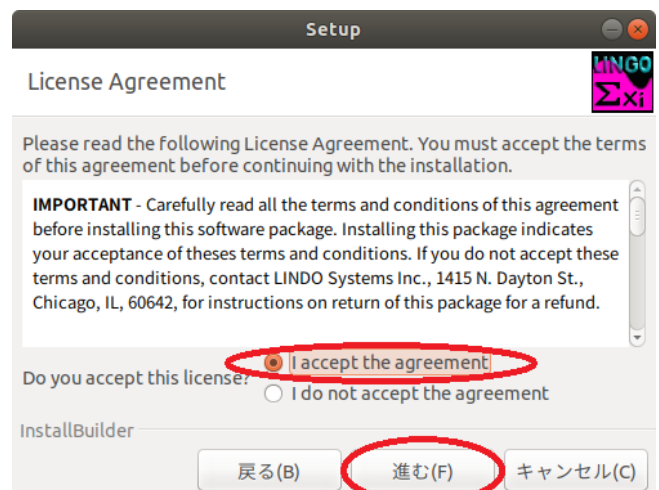 Setup
License Agreement
LINGO
Σxi
Please read the following License Agreement. You must accept the terms
of this agreement before continuing with the installation.
IMPORTANT - Carefully read all the terms and conditions of this agreement
before installing this software package. Installing this package indicates
your acceptance of theses terms and conditions. If you do not accept these
terms and conditions, contact LINDO Systems Inc., 1415 N. Dayton St.,
Chicago, IL, 60642, for instructions on return of this package for a refund.
I accept the agreement
Do you accept this license?
I do not accept the agreement
InstallBuilder
戻る(B) 進む(F) キャンセル(C)